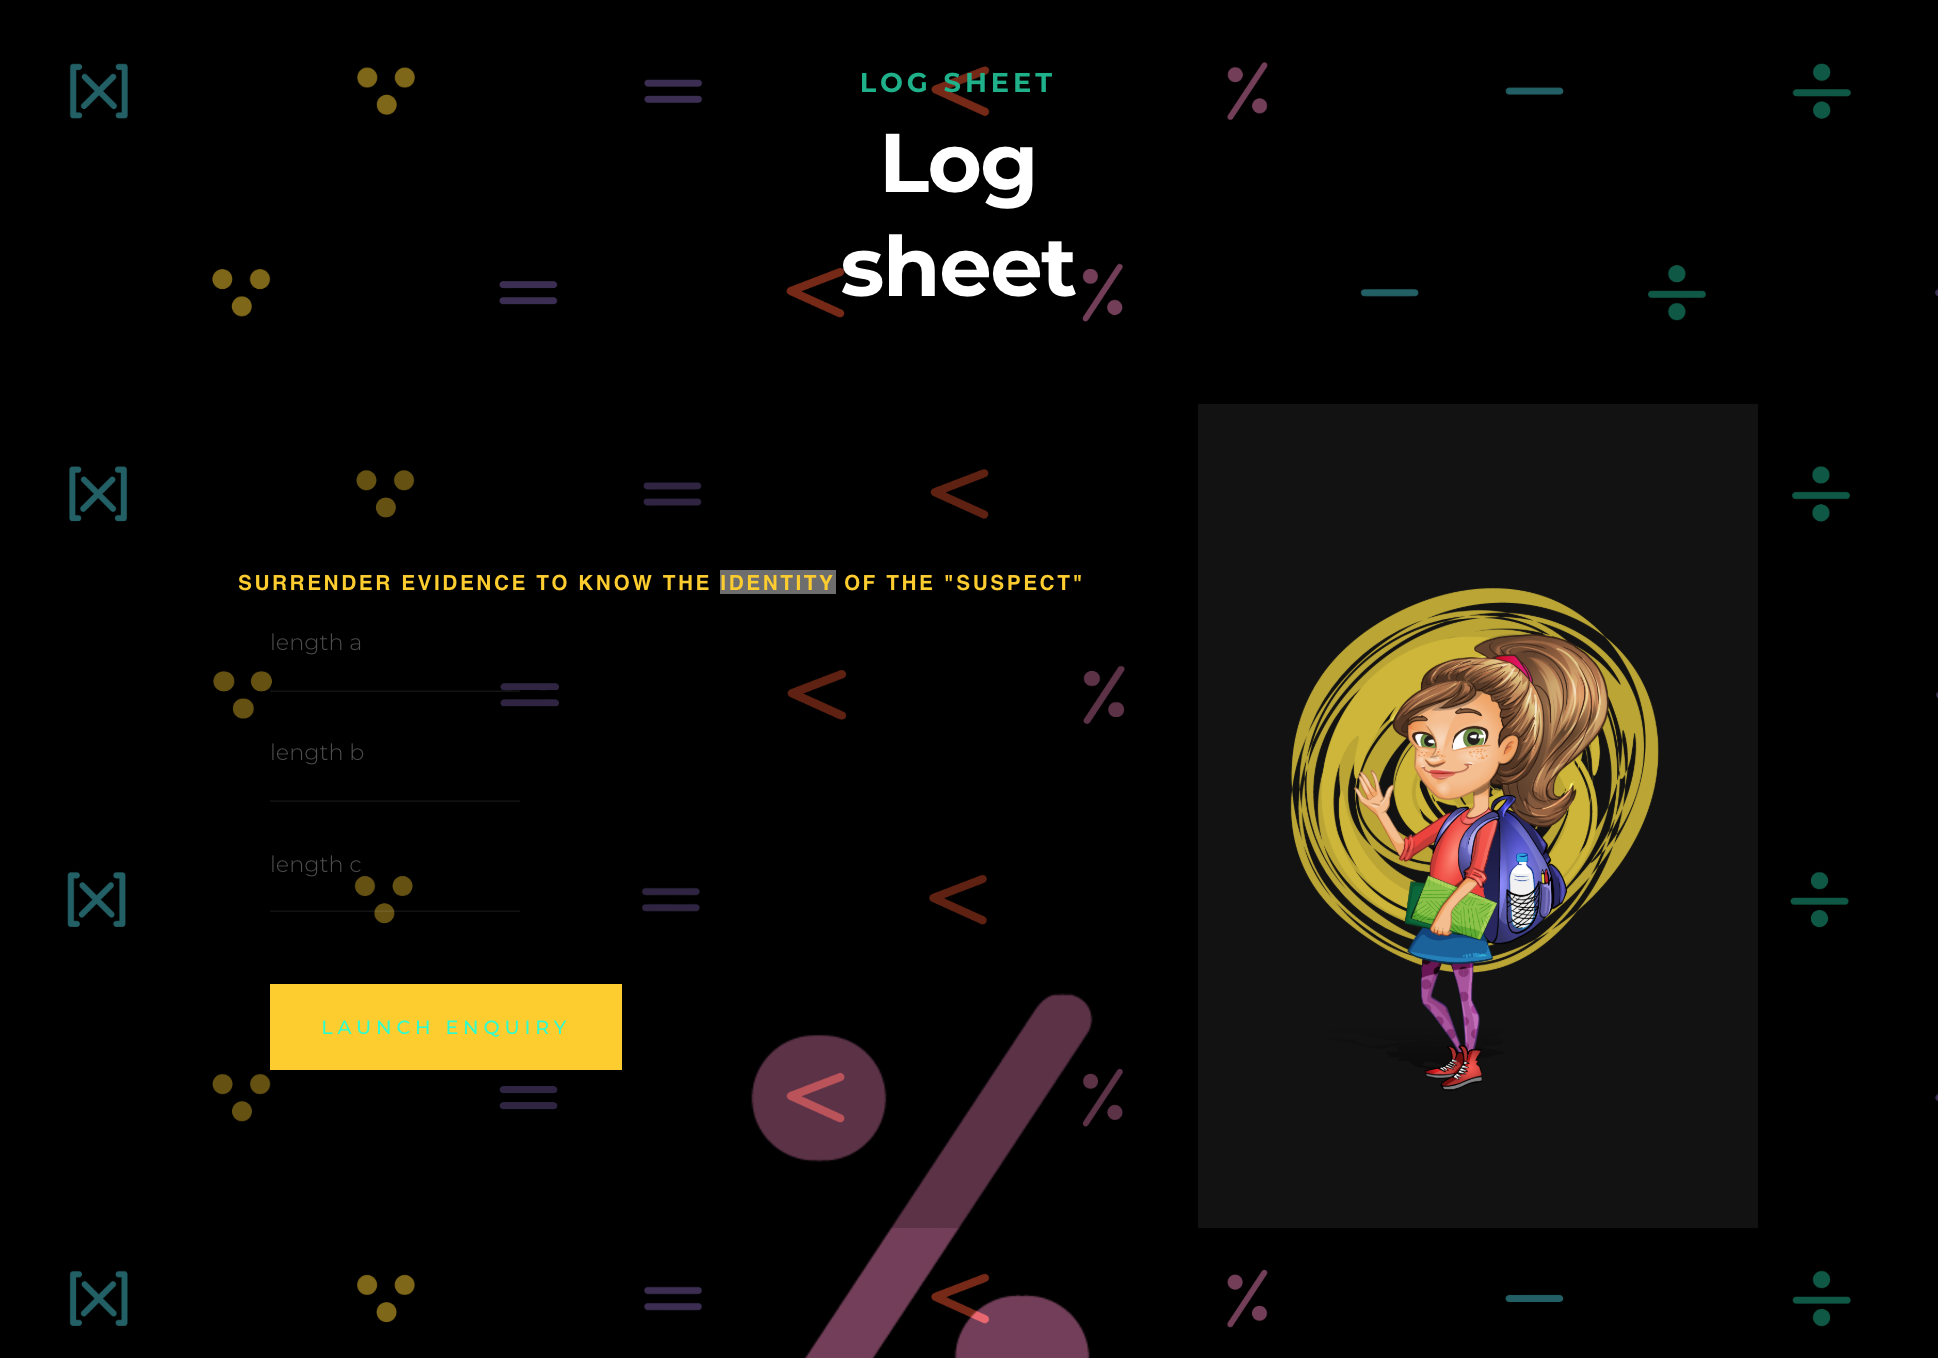 LOG SHEET
Log
sheet
SURRENDER EVIDENCE TO KNOW THE IDENTITY OF THE "SUSPECT"
length a
length b
length c
LAUNCH ENQUIRY